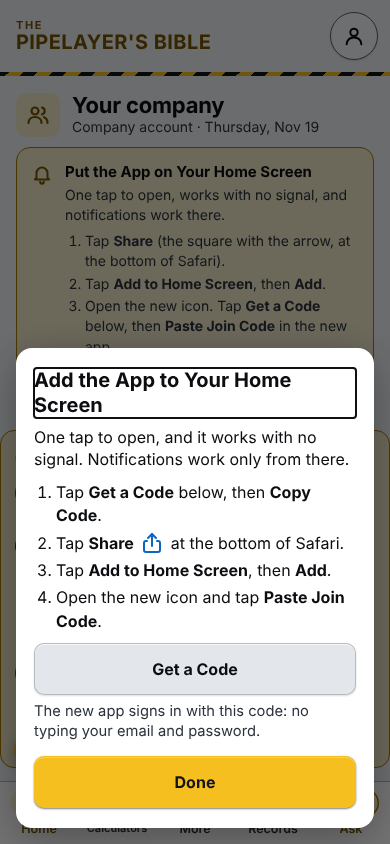 THE
PIPELAYER'S BIBLE
Your company
Company account · Thursday, Nov 19
Put the App on Your Home Screen
One tap to open, works with no signal, and
notifications work there.
1. Tap Share (the square with the arrow, at
the bottom of Safari).
2. Tap Add to Home Screen, then Add.
3. Open the new icon. Tap Get a Code
below, then Paste Join Code in the new
app.
Add the App to Your Home
Screen
One tap to open, and it works with no
signal. Notifications work only from there.
1. Tap Get a Code below, then Copy
Code.
2. Tap Share at the bottom of Safari.
3. Tap Add to Home Screen, then Add.
4. Open the new icon and tap Paste Join
Code.
Get a Code
The new app signs in with this code: no
typing your email and password.
Done
Home Calculators More Records Ask